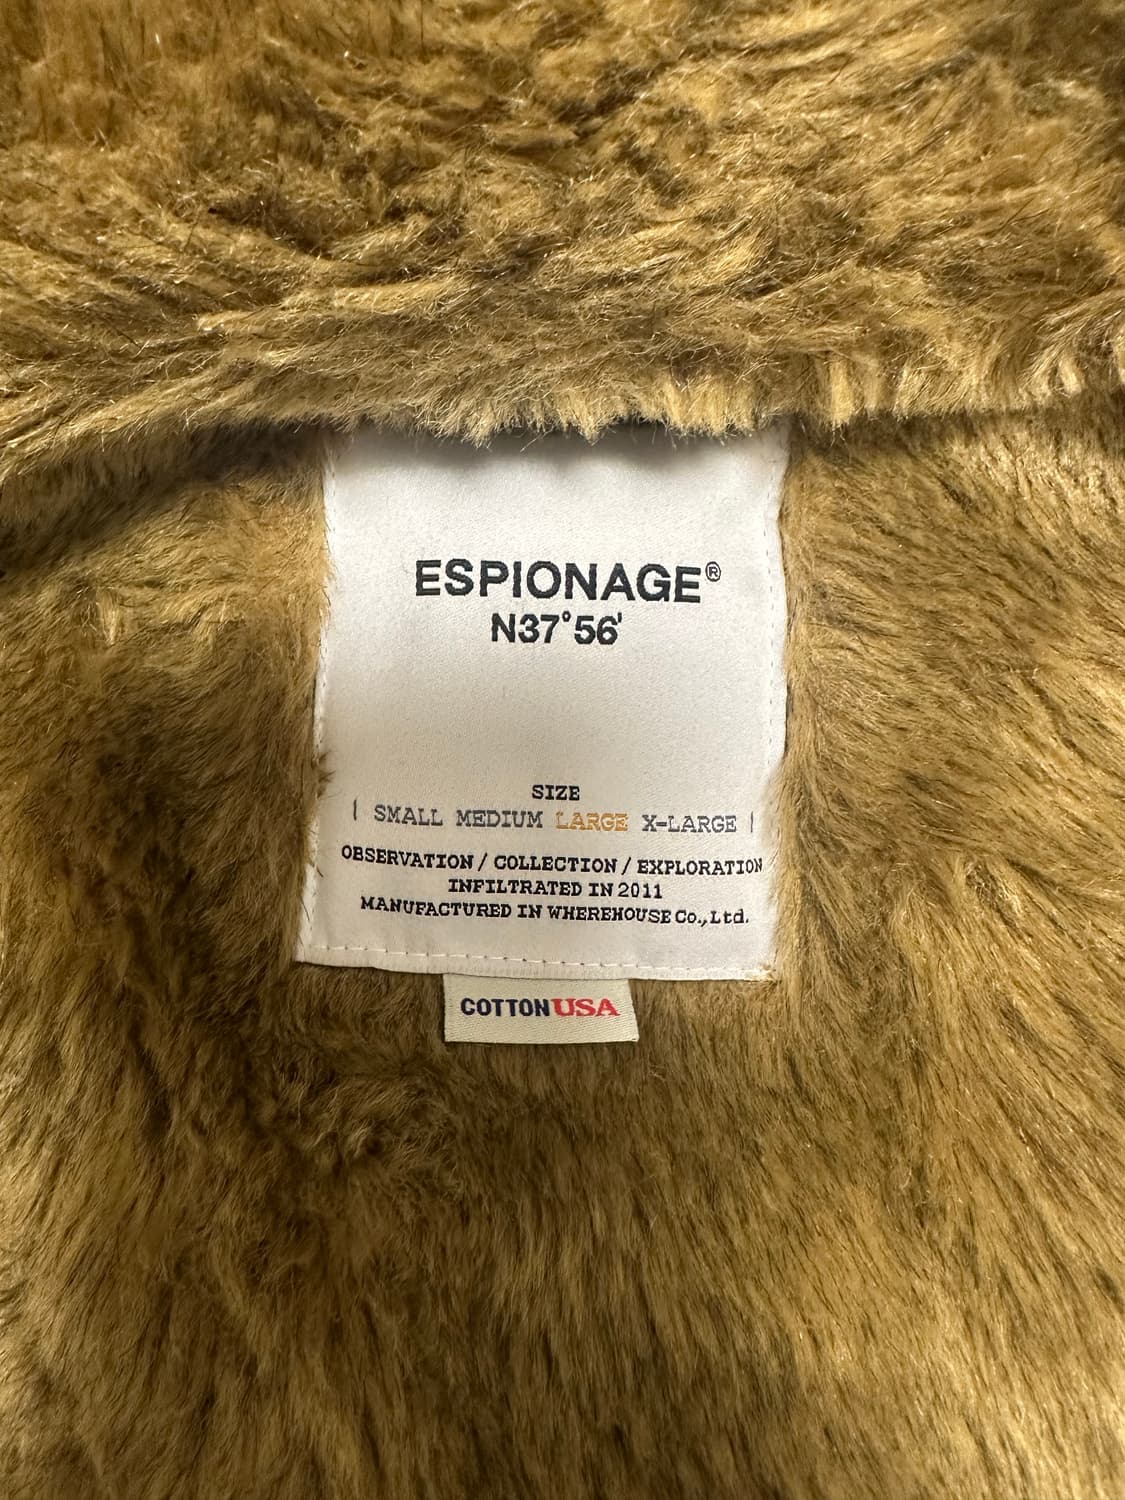 ESPIONAGE®
N37°56'
SIZE
| SMALL MEDIUM LARGE X-LARGE |
OBSERVATION / COLLECTION / EXPLORATION
INFILTRATED IN 2011
MANUFACTURED IN WHEREHOUSE Co.,Ltd.
COTTON USA